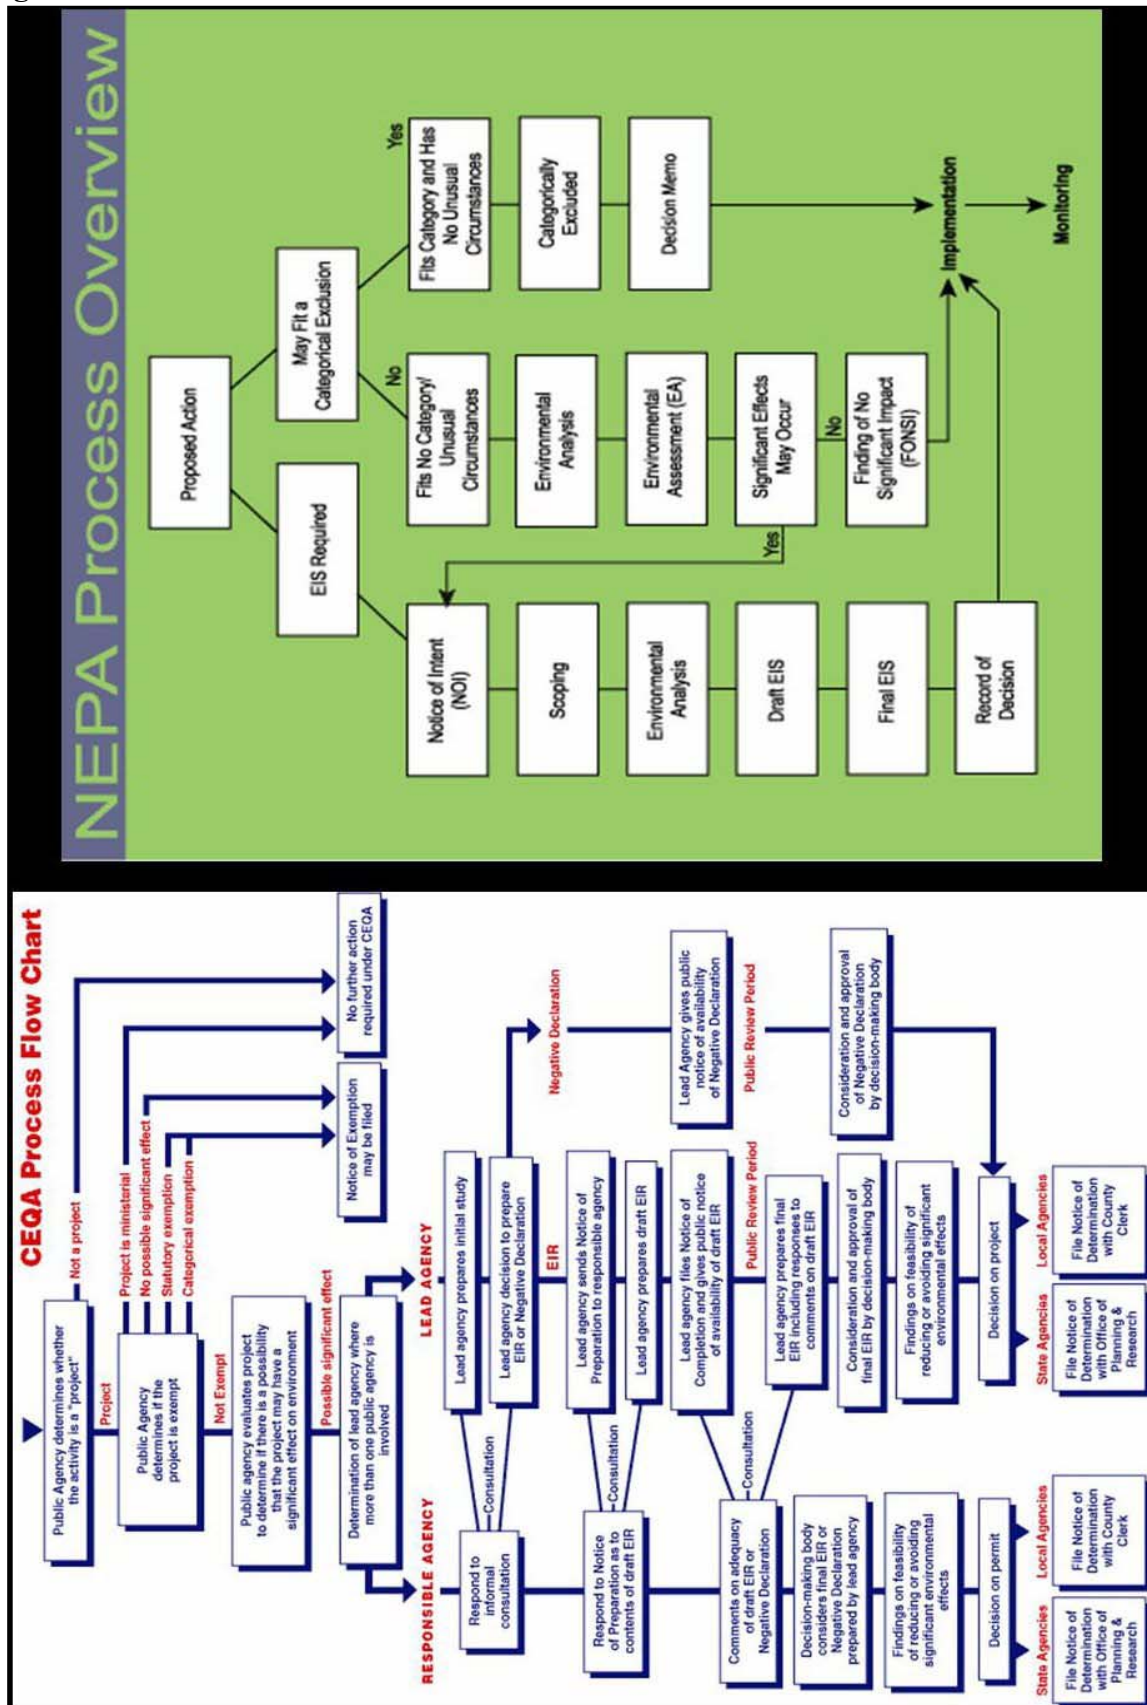 CEQA Process Flow Chart
Public Agency determines whether
the activity is a "project"
Not a project
Project
Public Agency
determines if the
project is exempt
Project is ministerial
No possible significant effect
Statutory exemption
Categorical exemption
Not Exempt
Public agency evaluates project
to determine if there is a possibility
that the project may have a
significant effect on environment
Possible significant effect
Notice of Exemption
may be filed
No further action
required under CEQA
Determination of lead agency where
more than one public agency is
involved
RESPONSIBLE AGENCY
LEAD AGENCY
Respond to
informal
consultation
Consultation
Lead agency prepares initial study
Lead agency decision to prepare
EIR or Negative Declaration
EIR
Negative Declaration
Respond to Notice
of Preparation as to
contents of draft EIR
Consultation
Lead agency sends Notice of
Preparation to responsible agency
Lead agency prepares draft EIR
Lead agency files Notice of
Completion and gives public notice
of availability of draft EIR
Lead Agency gives public
notice of availability
of Negative Declaration
Public Review Period
Public Review Period
Comments on adequacy
of draft EIR or
Negative Declaration
Consultation
Lead agency prepares final
EIR including responses to
comments on draft EIR
Decision-making body
considers final EIR or
Negative Declaration
prepared by lead agency
Consideration and approval of
final EIR by decision-making body
Consideration and approval
of Negative Declaration
by decision-making body
Findings on feasibility
of reducing or avoiding
significant environmental
effects
Findings on feasibility of
reducing or avoiding significant
environmental effects
Decision on permit
Decision on project
State Agencies
Local Agencies
State Agencies
Local Agencies
File Notice of
Determination
with Office of
Planning &
Research
File Notice of
Determination
with County
Clerk
File Notice of
Determination
with Office of
Planning &
Research
File Notice of
Determination
with County
Clerk
NEPA Process Overview
Proposed Action
EIS Required
May Fit a
Categorical Exclusion
No
Yes
Notice of Intent
(NOI)
Fits No Category/
Unusual
Circumstances
Fits Category and Has
No Unusual
Circumstances
Scoping
Environmental
Analysis
Categorically
Excluded
Environmental
Analysis
Environmental
Assessment (EA)
Decision Memo
Draft EIS
Yes
Significant Effects
May Occur
No
Final EIS
Finding of No
Significant Impact
(FONSI)
Record of
Decision
Implementation
Monitoring